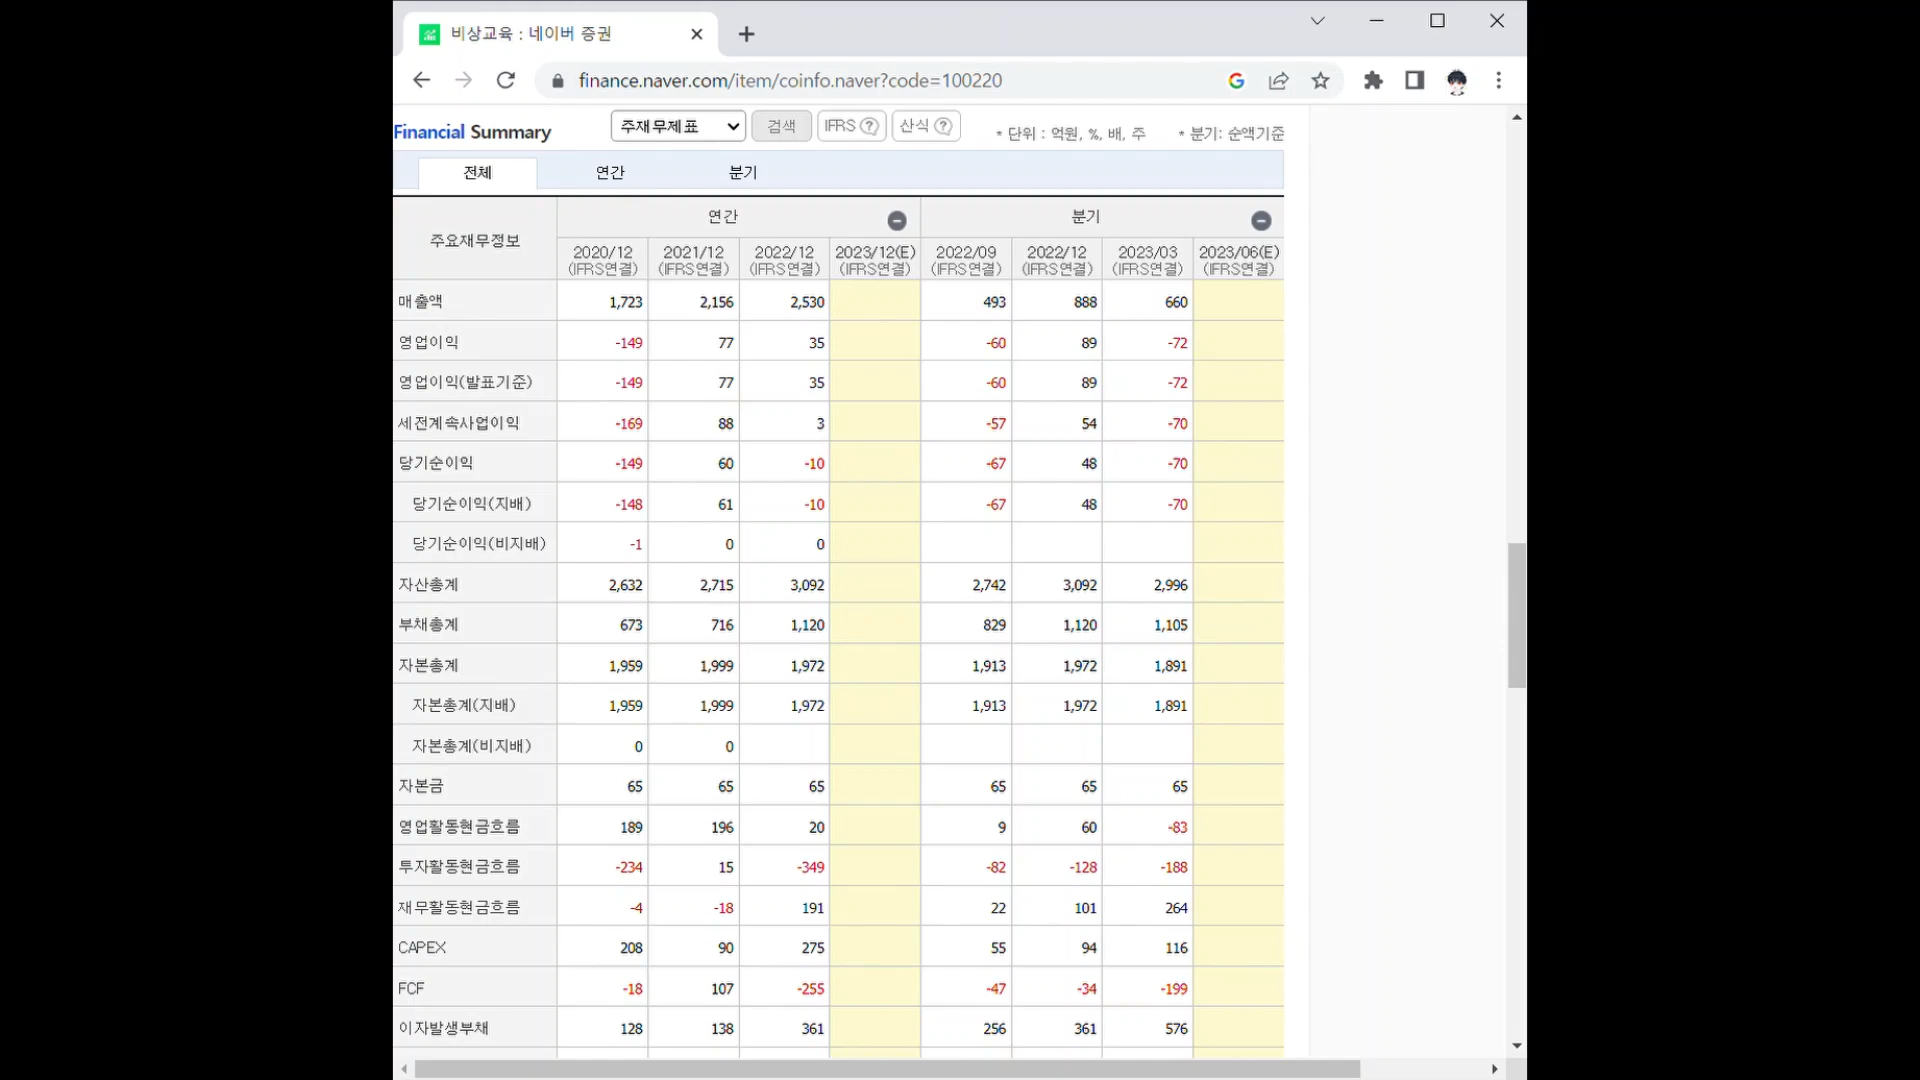 비상교육 : 네이버 증권
finance.naver.com/item/coinfo.naver?code=100220
Financial Summary 주재무제표 검색 IFRS ? 산식 ? * 단위 : 억원, %, 배, 주 * 분기: 순액기준
전체 연간 분기
주요재무정보 연간 분기
2020/12 2021/12 2022/12 2023/12(E) 2022/09 2022/12 2023/03 2023/06(E)
(IFRS연결) (IFRS연결) (IFRS연결) (IFRS연결) (IFRS연결) (IFRS연결) (IFRS연결) (IFRS연결)
매출액 1,723 2,156 2,530 493 888 660
영업이익 -149 77 35 -60 89 -72
영업이익(발표기준) -149 77 35 -60 89 -72
세전계속사업이익 -169 88 3 -57 54 -70
당기순이익 -149 60 -10 -67 48 -70
당기순이익(지배) -148 61 -10 -67 48 -70
당기순이익(비지배) -1 0 0
자산총계 2,632 2,715 3,092 2,742 3,092 2,996
부채총계 673 716 1,120 829 1,120 1,105
자본총계 1,959 1,999 1,972 1,913 1,972 1,891
자본총계(지배) 1,959 1,999 1,972 1,913 1,972 1,891
자본총계(비지배) 0 0
자본금 65 65 65 65 65 65
영업활동현금흐름 189 196 20 9 60 -83
투자활동현금흐름 -234 15 -349 -82 -128 -188
재무활동현금흐름 -4 -18 191 22 101 264
CAPEX 208 90 275 55 94 116
FCF -18 107 -255 -47 -34 -199
이자발생부채 128 138 361 256 361 576